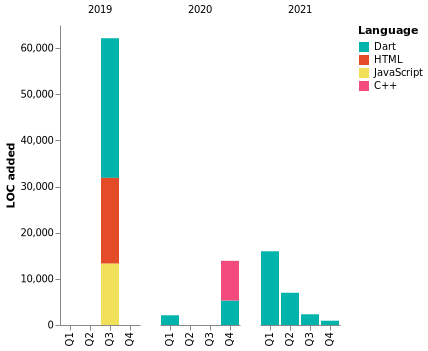 2019 2020 2021
Language
Dart
HTML
JavaScript
C++
LOC added
60,000
50,000
40,000
30,000
20,000
10,000
0
Q1 Q2 Q3 Q4 Q1 Q2 Q3 Q4 Q1 Q2 Q3 Q4